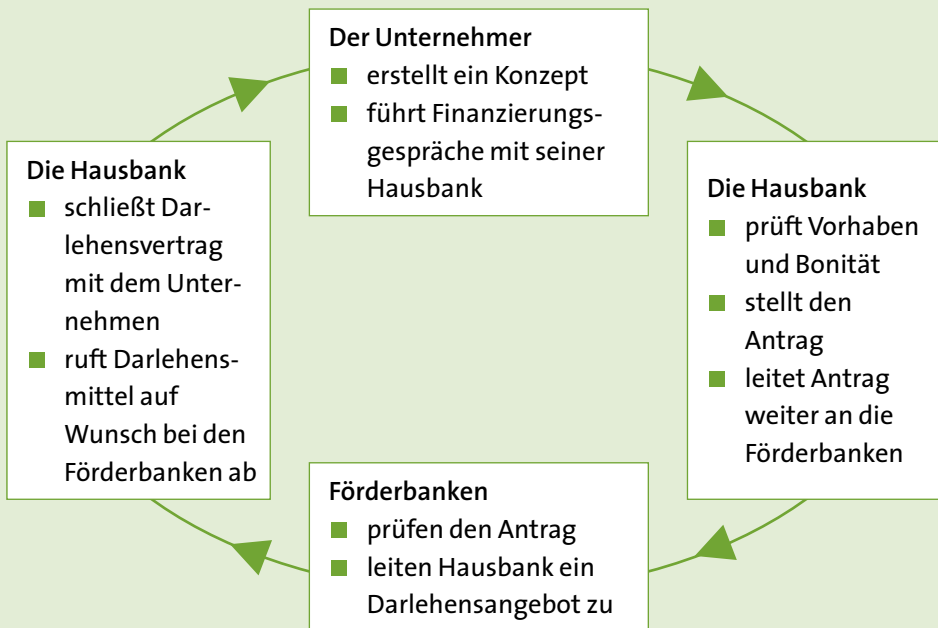 Der Unternehmer
erstellt ein Konzept
führt Finanzierungs-
gespräche mit seiner
Hausbank
Die Hausbank
prüft Vorhaben
und Bonität
stellt den
Antrag
leitet Antrag
weiter an die
Förderbanken
Förderbanken
prüfen den Antrag
leiten Hausbank ein
Darlehensangebot zu
Die Hausbank
schließt Dar-
lehensvertrag
mit dem Unter-
nehmen
ruft Darlehens-
mittel auf
Wunsch bei den
Förderbanken ab